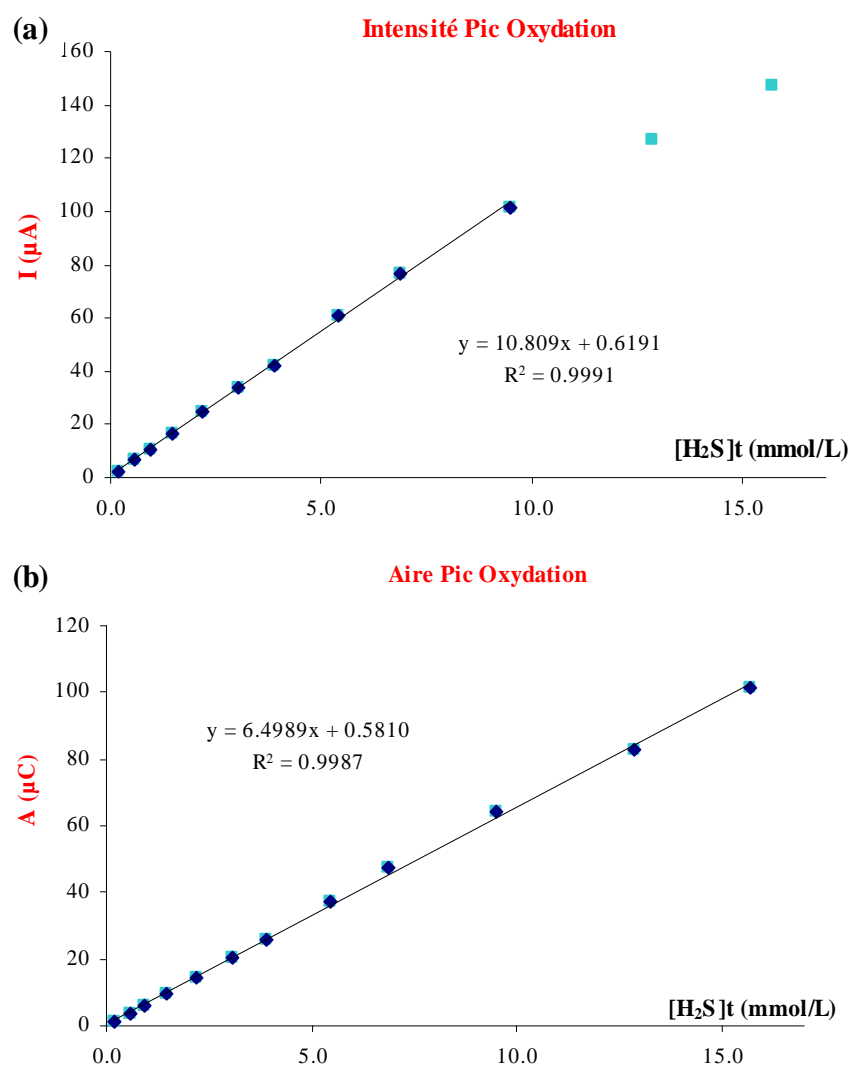 (a)
Intensité Pic Oxydation
160
140
120
100
80
60
40
20
0
I (µA)
y = 10.809x + 0.6191
R² = 0.9991
[H₂S]t (mmol/L)
0.0 5.0 10.0 15.0
(b)
Aire Pic Oxydation
120
100
80
60
40
20
0
A (µC)
y = 6.4989x + 0.5810
R² = 0.9987
[H₂S]t (mmol/L)
0.0 5.0 10.0 15.0